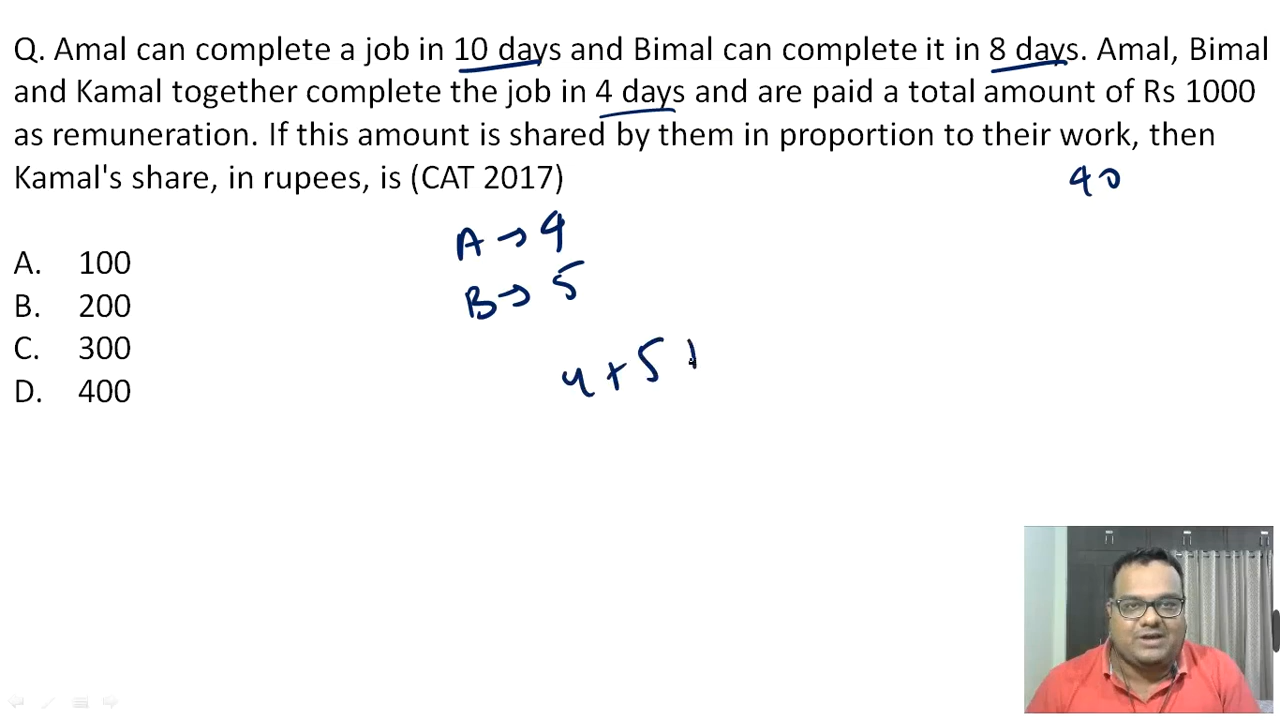 Q. Amal can complete a job in 10 days and Bimal can complete it in 8 days. Amal, Bimal
and Kamal together complete the job in 4 days and are paid a total amount of Rs 1000
as remuneration. If this amount is shared by them in proportion to their work, then
Kamal's share, in rupees, is (CAT 2017)
40
A. 100
B. 200
C. 300
D. 400
A → 4
B → 5
4 + 5